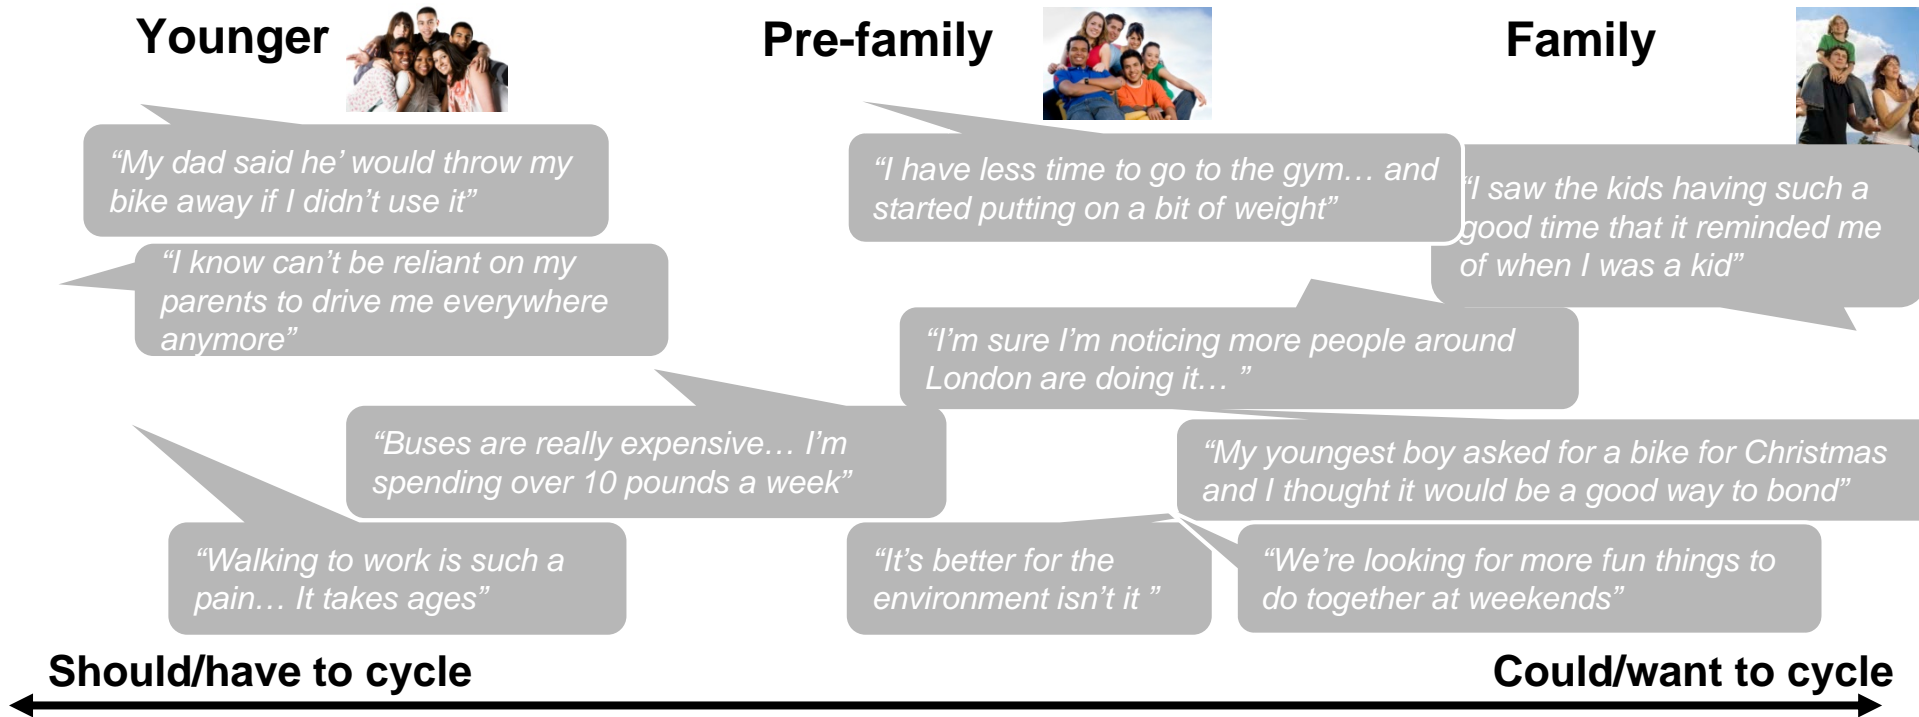 Younger
Pre-family
Family
“My dad said he’ would throw my
bike away if I didn’t use it”
“I have less time to go to the gym… and
started putting on a bit of weight”
“I saw the kids having such a
good time that it reminded me
of when I was a kid”
“I know can’t be reliant on my
parents to drive me everywhere
anymore”
“I’m sure I’m noticing more people around
London are doing it… ”
“Buses are really expensive… I’m
spending over 10 pounds a week”
“My youngest boy asked for a bike for Christmas
and I thought it would be a good way to bond”
“Walking to work is such a
pain… It takes ages”
“It’s better for the
environment isn’t it ”
“We’re looking for more fun things to
do together at weekends”
Should/have to cycle
Could/want to cycle